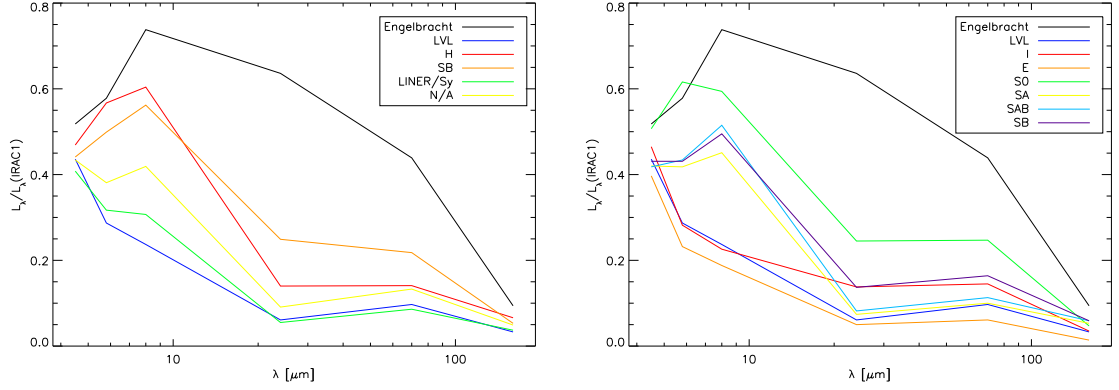 0.8
0.6
0.4
0.2
0.0
L_λ/L_λ(IRAC1)
10
100
λ [μm]
Engelbracht
LVL
H
SB
LINER/Sy
N/A
0.8
0.6
0.4
0.2
0.0
L_λ/L_λ(IRAC1)
10
100
λ [μm]
Engelbracht
LVL
I
E
S0
SA
SAB
SB